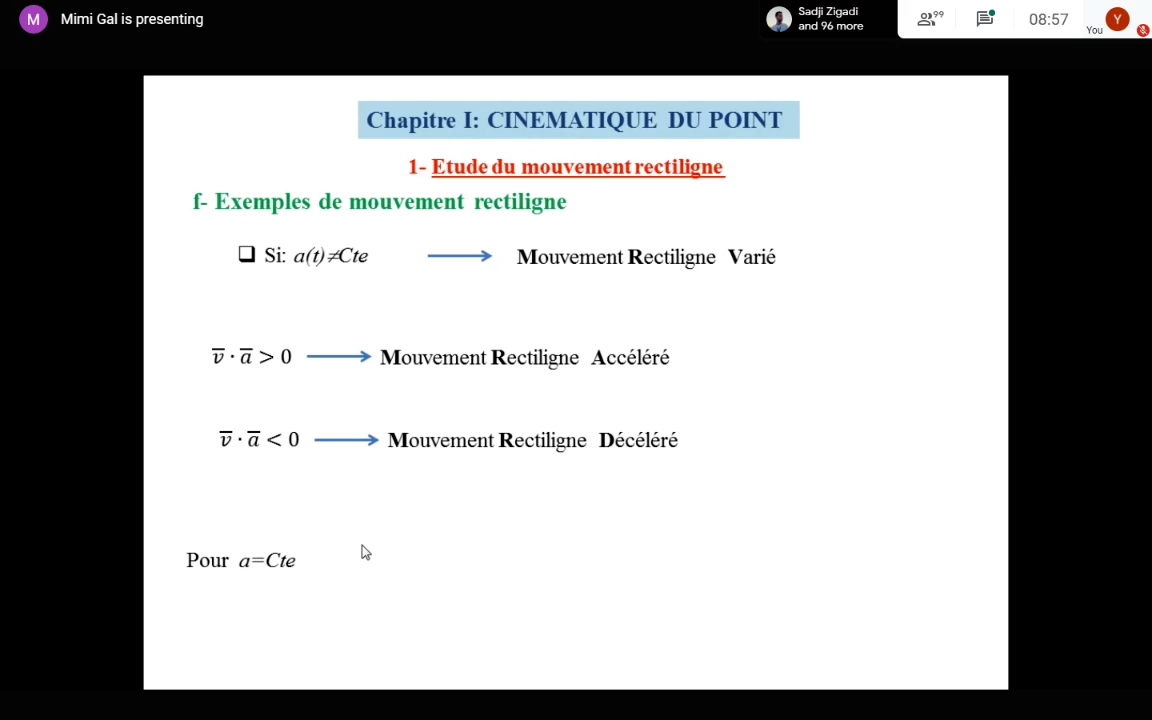 M Mimi Gal is presenting
Sadji Zigadi
and 96 more
99
08:57
You
Y
Chapitre I: CINEMATIQUE DU POINT
1- Etude du mouvement rectiligne
f- Exemples de mouvement rectiligne
❑ Si: a(t)≠Cte → Mouvement Rectiligne Varié
v̅ · a̅ > 0 → Mouvement Rectiligne Accéléré
v̅ · a̅ < 0 → Mouvement Rectiligne Décéléré
Pour a=Cte